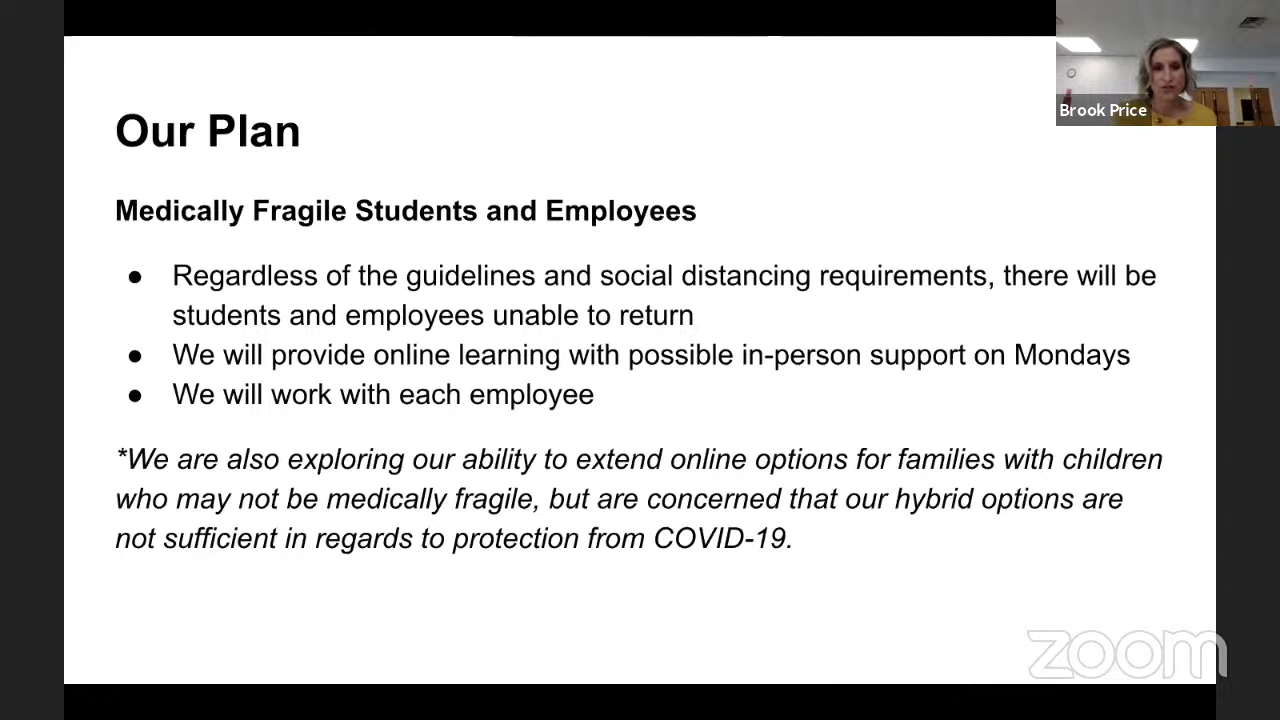 Our Plan
Brook Price
Medically Fragile Students and Employees
● Regardless of the guidelines and social distancing requirements, there will be
students and employees unable to return
● We will provide online learning with possible in-person support on Mondays
● We will work with each employee
*We are also exploring our ability to extend online options for families with children
who may not be medically fragile, but are concerned that our hybrid options are
not sufficient in regards to protection from COVID-19.
zoom